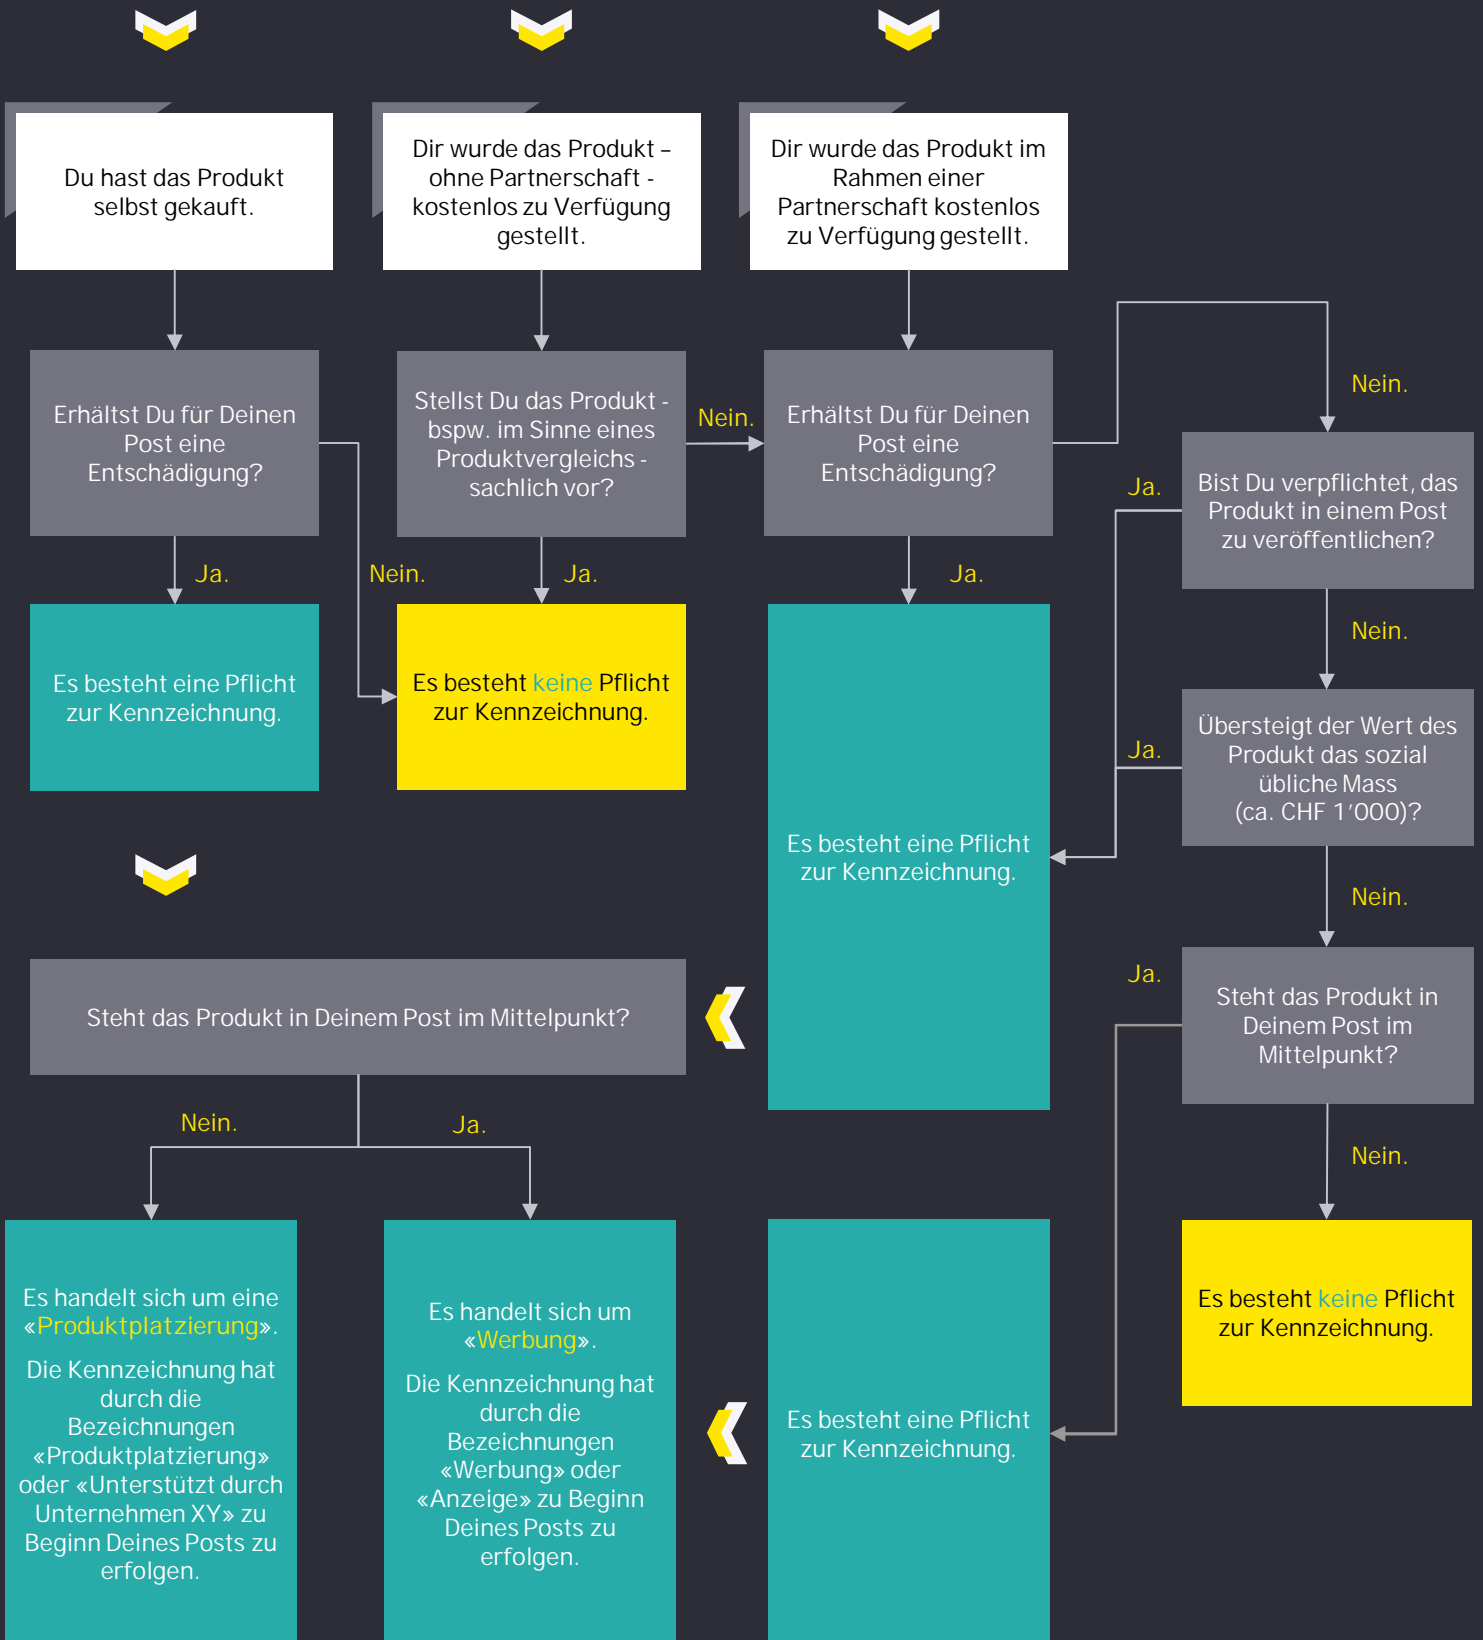 Du hast das Produkt
selbst gekauft.
Dir wurde das Produkt –
ohne Partnerschaft -
kostenlos zu Verfügung
gestellt.
Dir wurde das Produkt im
Rahmen einer
Partnerschaft kostenlos
zu Verfügung gestellt.
Erhältst Du für Deinen
Post eine
Entschädigung?
Stellst Du das Produkt -
bspw. im Sinne eines
Produktvergleichs -
sachlich vor?
Nein.
Erhältst Du für Deinen
Post eine
Entschädigung?
Nein.
Ja.
Bist Du verpflichtet, das
Produkt in einem Post
zu veröffentlichen?
Ja.
Nein.
Ja.
Ja.
Nein.
Es besteht eine Pflicht
zur Kennzeichnung.
Es besteht keine Pflicht
zur Kennzeichnung.
Ja.
Übersteigt der Wert des
Produkt das sozial
übliche Mass
(ca. CHF 1’000)?
Es besteht eine Pflicht
zur Kennzeichnung.
Nein.
Steht das Produkt in Deinem Post im Mittelpunkt?
Ja.
Steht das Produkt in
Deinem Post im
Mittelpunkt?
Nein.
Ja.
Nein.
Es handelt sich um eine
«Produktplatzierung».
Die Kennzeichnung hat
durch die
Bezeichnungen
«Produktplatzierung»
oder «Unterstützt durch
Unternehmen XY» zu
Beginn Deines Posts zu
erfolgen.
Es handelt sich um
«Werbung».
Die Kennzeichnung hat
durch die
Bezeichnungen
«Werbung» oder
«Anzeige» zu Beginn
Deines Posts zu
erfolgen.
Es besteht eine Pflicht
zur Kennzeichnung.
Es besteht keine Pflicht
zur Kennzeichnung.